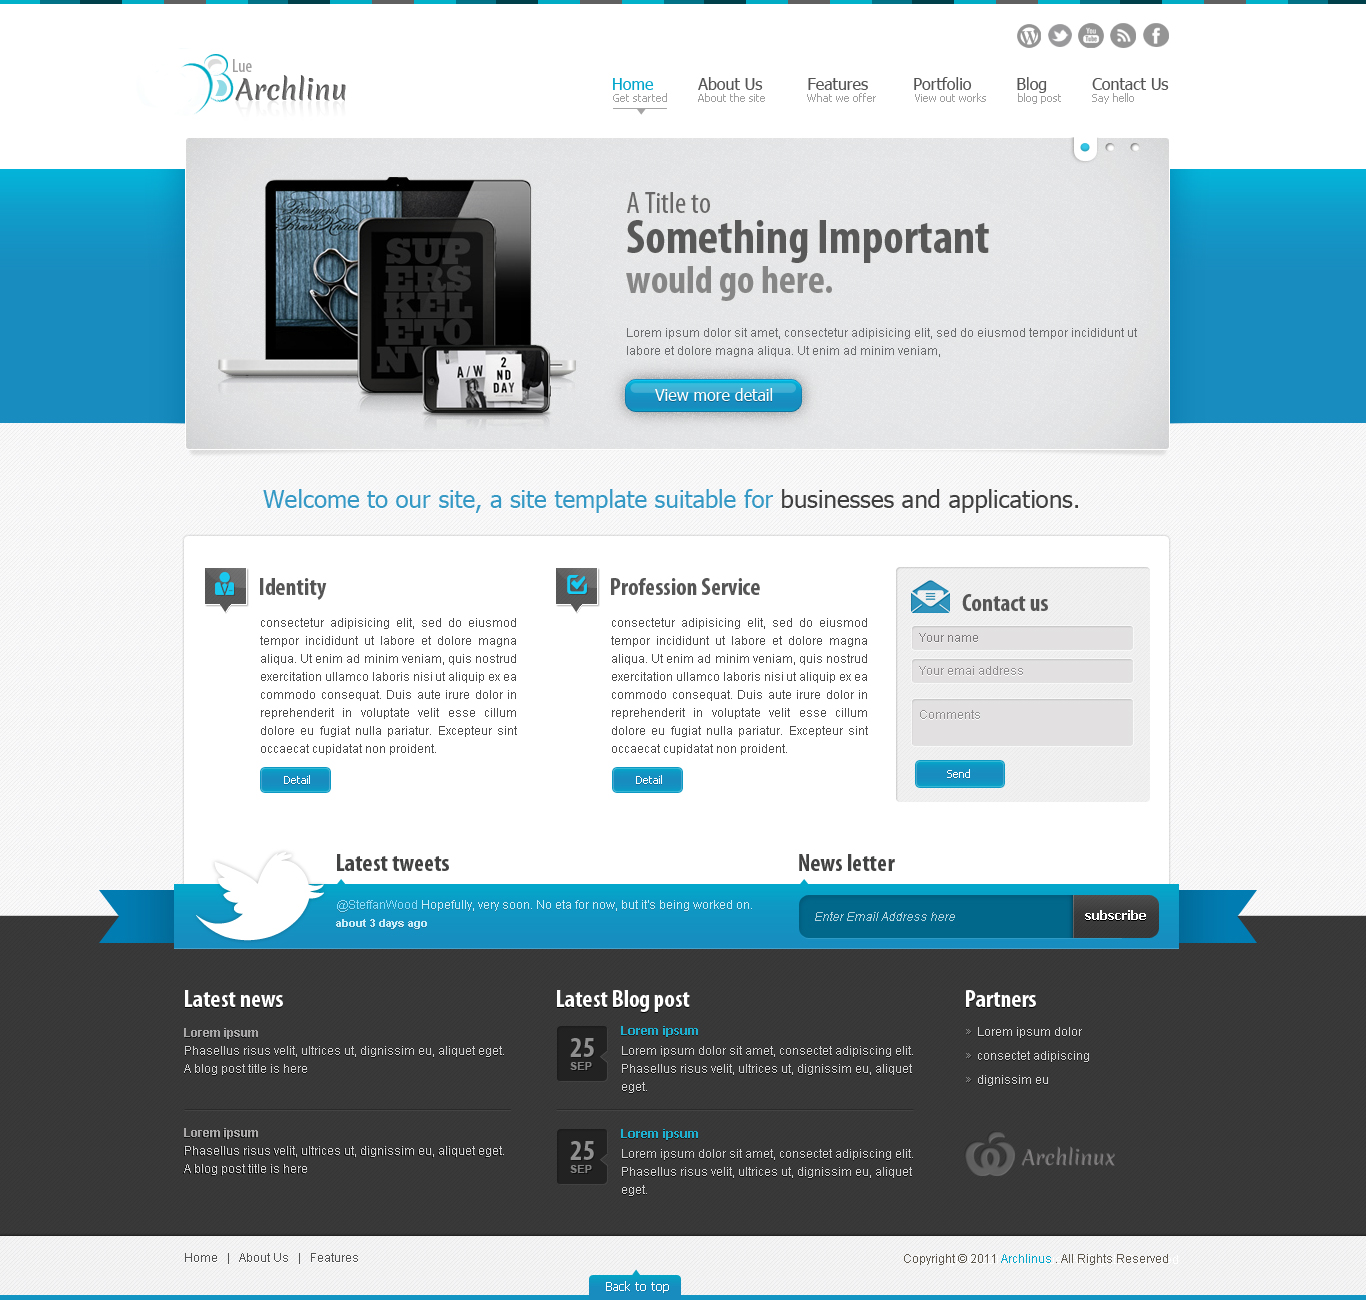 Lue
Archlinu
Home
Get started
About Us
About the site
Features
What we offer
Portfolio
View out works
Blog
blog post
Contact Us
Say hello
A Title to
Something Important
would go here.
Lorem ipsum dolor sit amet, consectetur adipisicing elit, sed do eiusmod tempor incididunt ut
labore et dolore magna aliqua. Ut enim ad minim veniam,
View more detail
SUP
ERS
KEL
ETO
A/W
2
ND
DAY
Welcome to our site, a site template suitable for businesses and applications.
Identity
consectetur adipisicing elit, sed do eiusmod
tempor incididunt ut labore et dolore magna
aliqua. Ut enim ad minim veniam, quis nostrud
exercitation ullamco laboris nisi ut aliquip ex ea
commodo consequat. Duis aute irure dolor in
reprehenderit in voluptate velit esse cillum
dolore eu fugiat nulla pariatur. Excepteur sint
occaecat cupidatat non proident.
Detail
Profession Service
consectetur adipisicing elit, sed do eiusmod
tempor incididunt ut labore et dolore magna
aliqua. Ut enim ad minim veniam, quis nostrud
exercitation ullamco laboris nisi ut aliquip ex ea
commodo consequat. Duis aute irure dolor in
reprehenderit in voluptate velit esse cillum
dolore eu fugiat nulla pariatur. Excepteur sint
occaecat cupidatat non proident.
Detail
Contact us
Your name
Your emai address
Comments
Send
Latest tweets
@SteffanWood Hopefully, very soon. No eta for now, but it's being worked on.
about 3 days ago
News letter
Enter Email Address here
subscribe
Latest news
Lorem ipsum
Phasellus risus velit, ultrices ut, dignissim eu, aliquet eget.
A blog post title is here
Lorem ipsum
Phasellus risus velit, ultrices ut, dignissim eu, aliquet eget.
A blog post title is here
Latest Blog post
25
SEP
Lorem ipsum
Lorem ipsum dolor sit amet, consectet adipiscing elit.
Phasellus risus velit, ultrices ut, dignissim eu, aliquet
eget.
25
SEP
Lorem ipsum
Lorem ipsum dolor sit amet, consectet adipiscing elit.
Phasellus risus velit, ultrices ut, dignissim eu, aliquet
eget.
Partners
Lorem ipsum dolor
consectet adipiscing
dignissim eu
Archlinux
Home | About Us | Features
Copyright © 2011 Archlinus . All Rights Reserved
Back to top